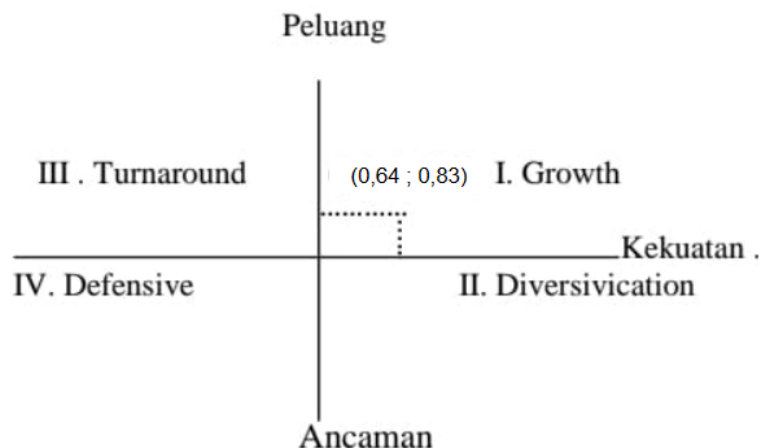 Peluang
III . Turnaround
(0,64 ; 0,83)
I. Growth
Kekuatan .
IV. Defensive
II. Diversivication
Ancaman